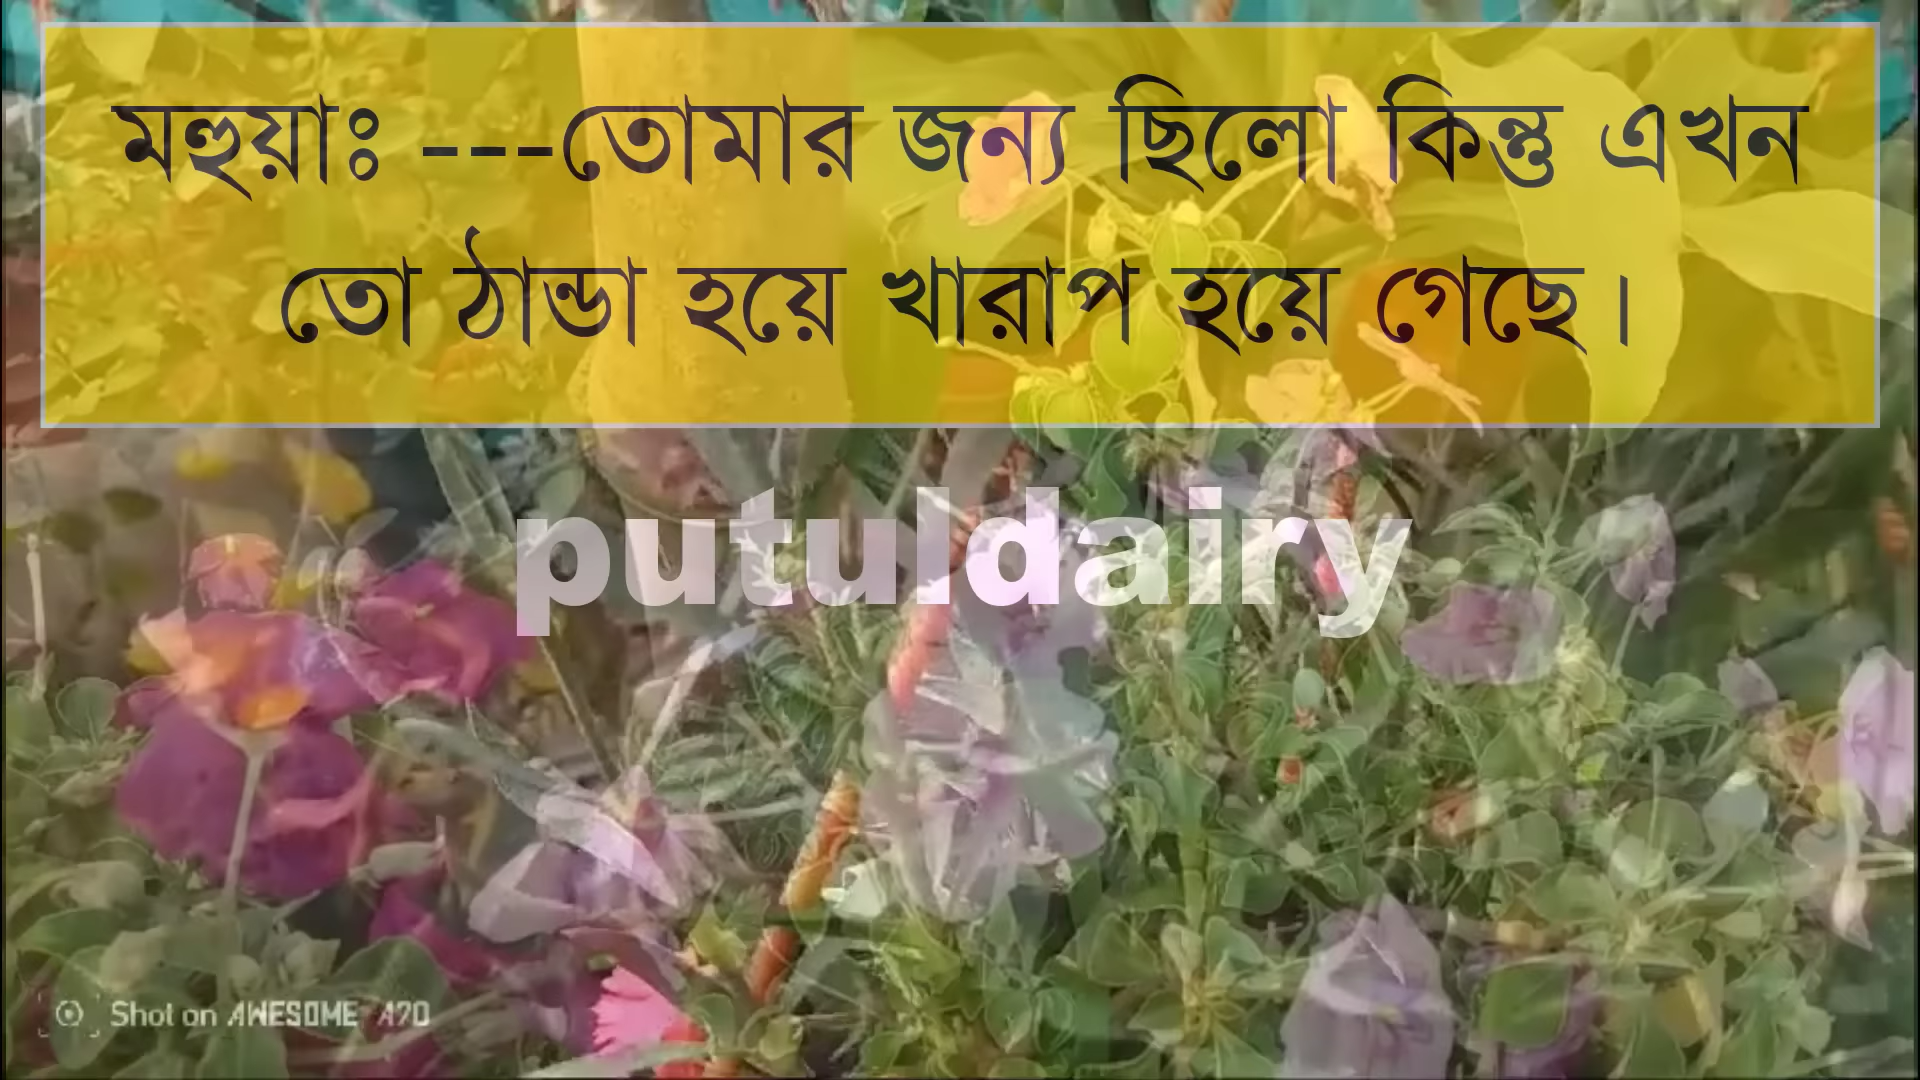 মহুয়াঃ ---তোমার জন্য ছিলো কিন্তু এখন
তো ঠান্ডা হয়ে খারাপ হয়ে গেছে।
putuldairy
Shot on AWESOME A70